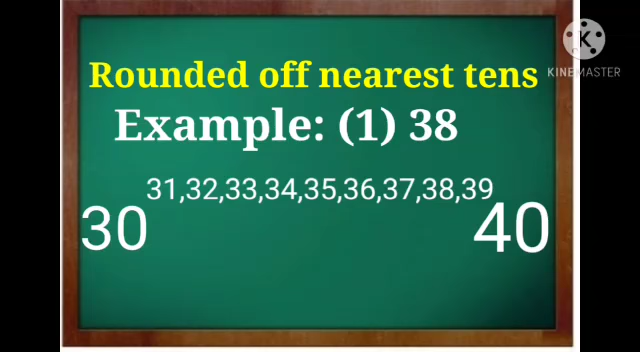 Rounded off nearest tens
KINEMASTER
Example: (1) 38
31,32,33,34,35,36,37,38,39
30 40